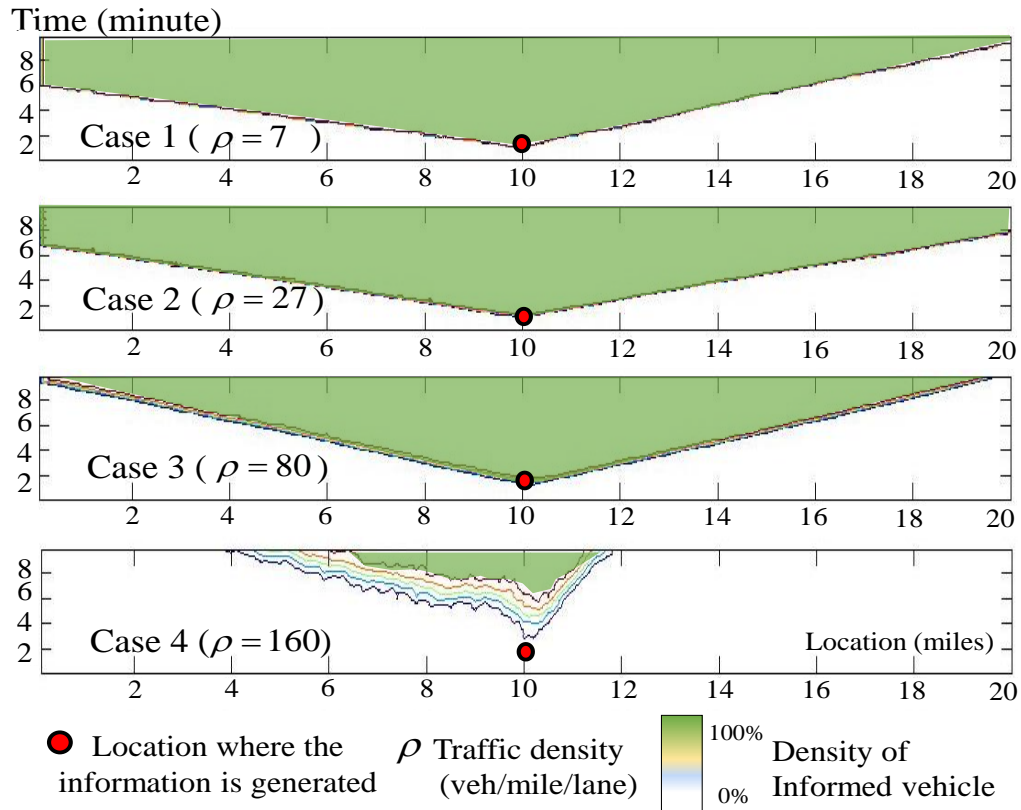 Time (minute)
8
6
4
2
Case 1 ( ρ = 7 )
2 4 6 8 10 12 14 16 18 20
8
6
4
2
Case 2 ( ρ = 27 )
2 4 6 8 10 12 14 16 18 20
8
6
4
2
Case 3 ( ρ = 80 )
2 4 6 8 10 12 14 16 18 20
8
6
4
2
Case 4 (ρ = 160)
Location (miles)
2 4 6 8 10 12 14 16 18 20
Location where the
information is generated
ρ Traffic density
(veh/mile/lane)
100%
0%
Density of
Informed vehicle